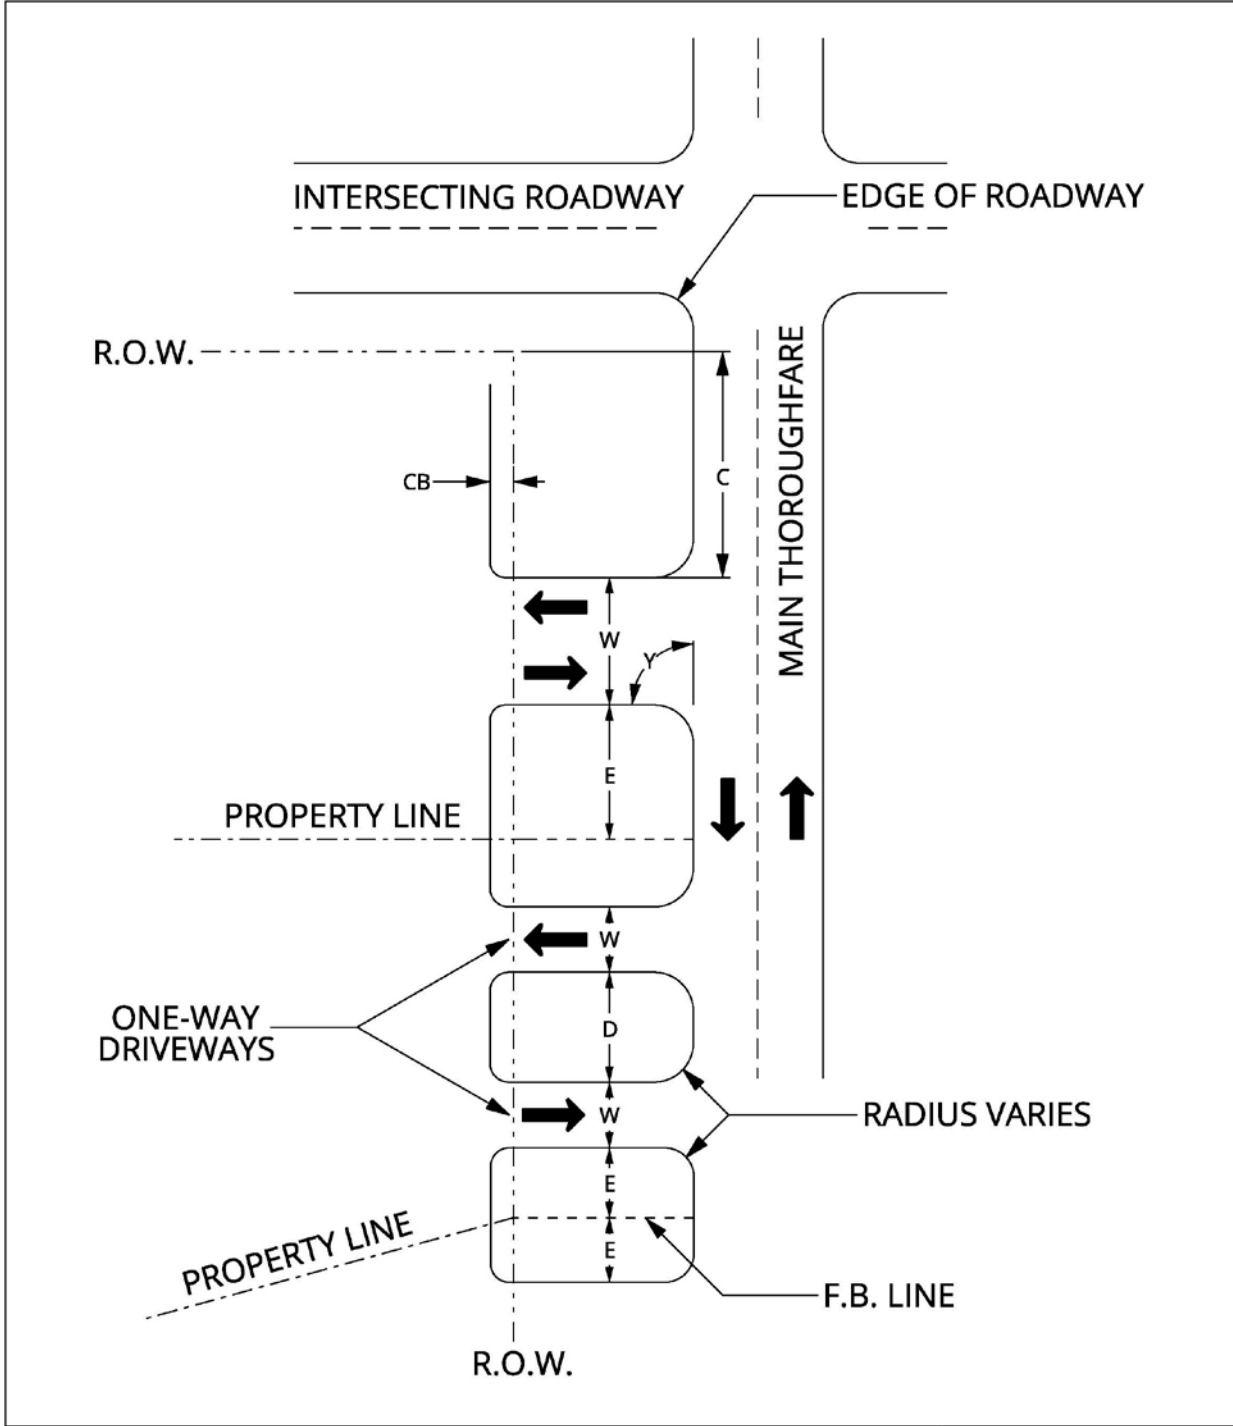 INTERSECTING ROADWAY
EDGE OF ROADWAY
R.O.W.
MAIN THOROUGHFARE
CB
C
W
Y
E
PROPERTY LINE
W
ONE-WAY
DRIVEWAYS
D
W
RADIUS VARIES
E
PROPERTY LINE
E
F.B. LINE
R.O.W.